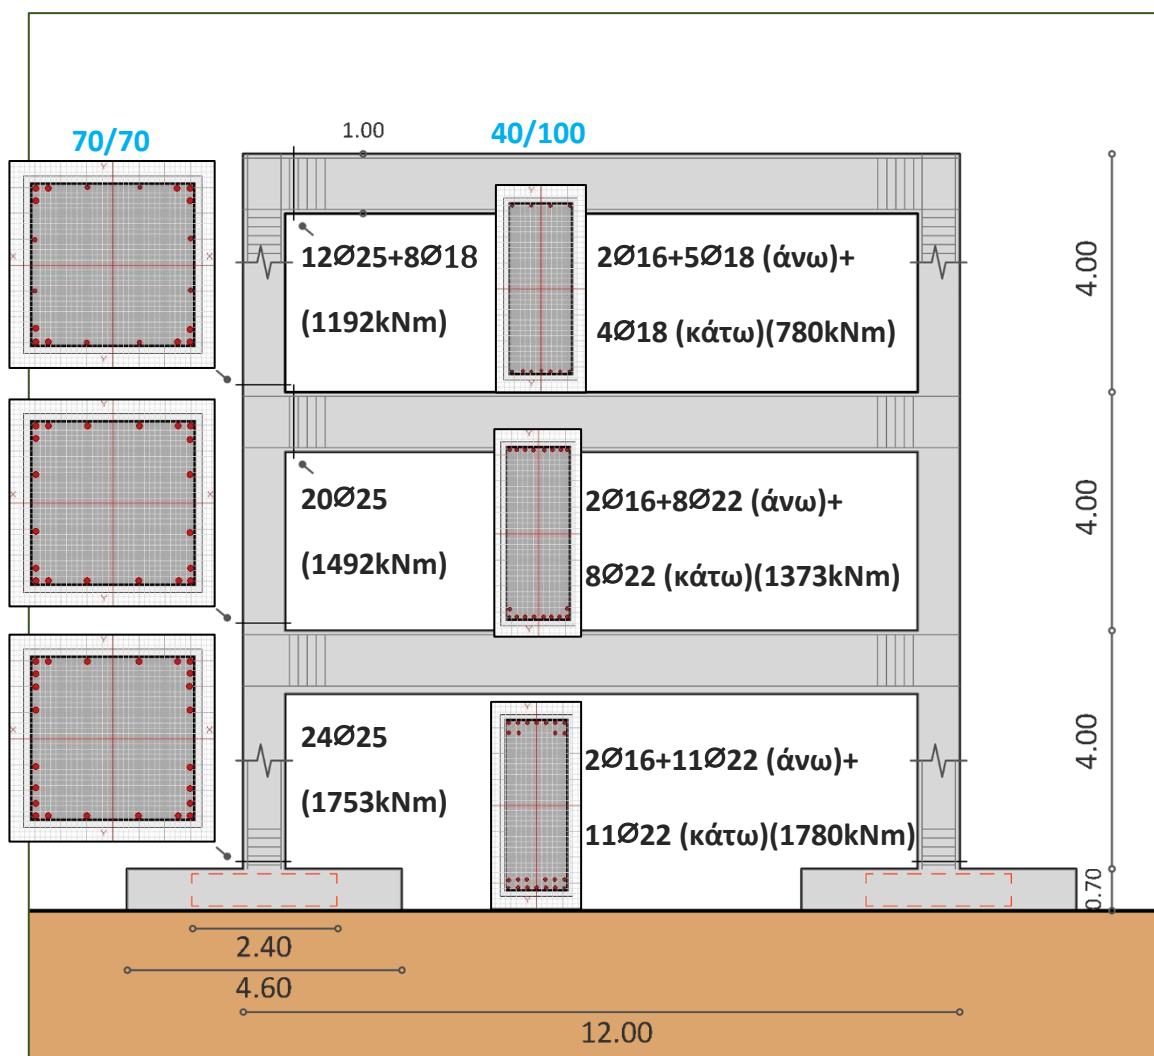 70/70
1.00
40/100
12Ø25+8Ø18
(1192kNm)
2Ø16+5Ø18 (άνω)+
4Ø18 (κάτω)(780kNm)
4.00
20Ø25
(1492kNm)
2Ø16+8Ø22 (άνω)+
8Ø22 (κάτω)(1373kNm)
4.00
24Ø25
(1753kNm)
2Ø16+11Ø22 (άνω)+
11Ø22 (κάτω)(1780kNm)
4.00
0.70
2.40
4.60
12.00
Y
X
X
Y
Y
X
X
Y
Y
X
X
Y
Y
Y
Y
Y
Y
Y